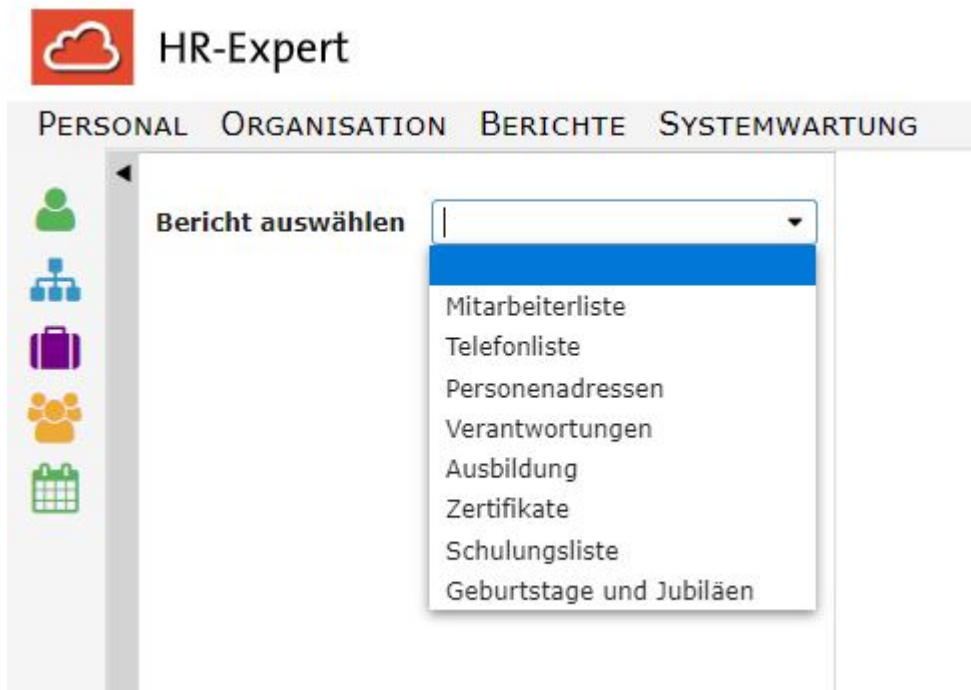 HR-Expert
PERSONAL ORGANISATION BERICHTE SYSTEMWARTUNG
Bericht auswählen
Mitarbeiterliste
Telefonliste
Personenadressen
Verantwortungen
Ausbildung
Zertifikate
Schulungsliste
Geburtstage und Jubiläen